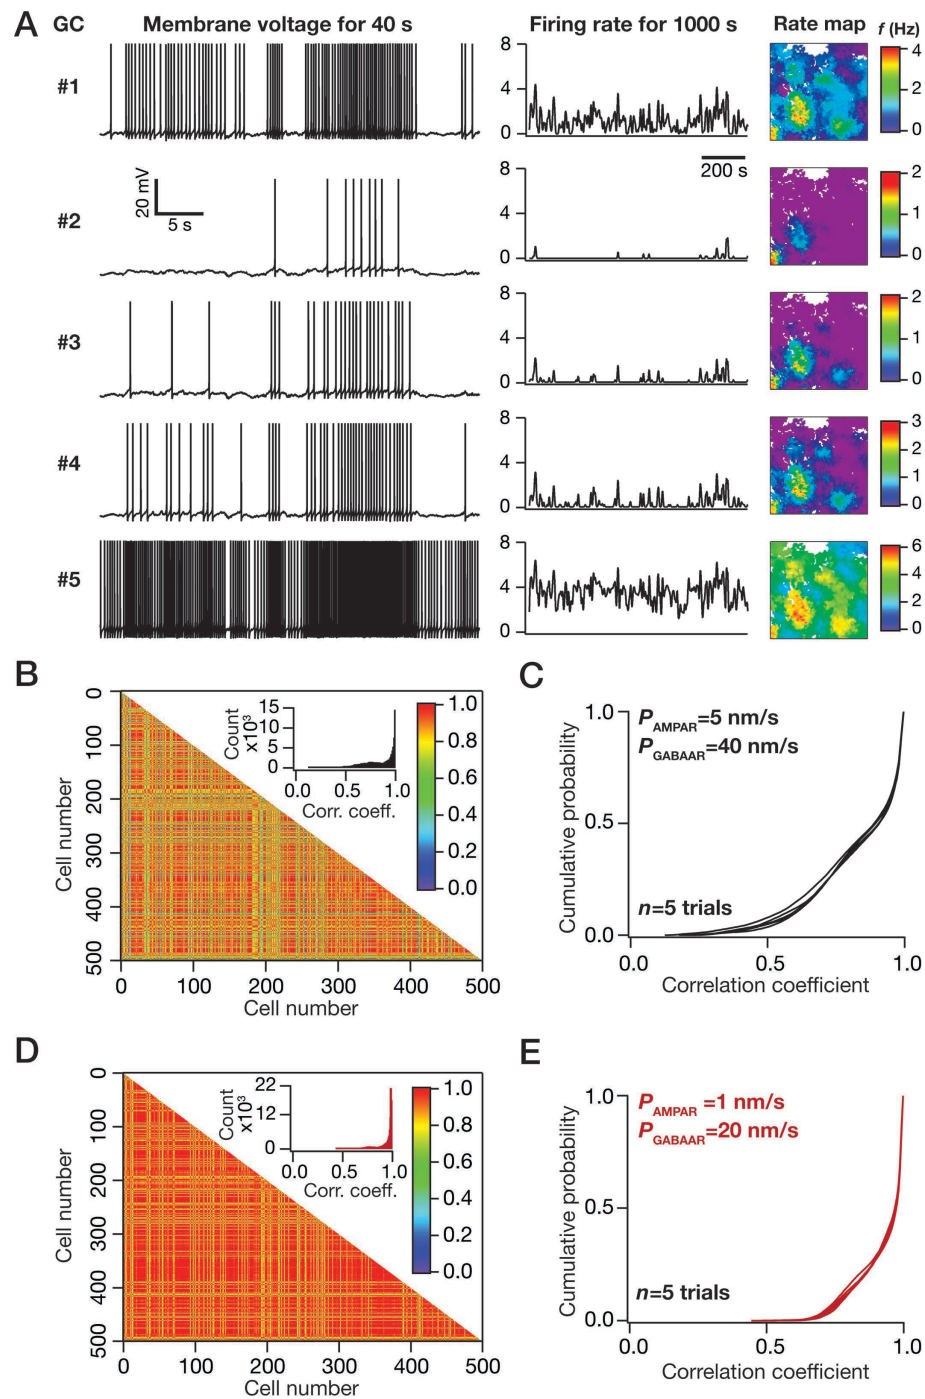 A GC Membrane voltage for 40 s Firing rate for 1000 s Rate map f (Hz)
#1
8
4
0
4
2
0
200 s
#2
20 mV
5 s
8
4
0
2
1
0
#3
8
4
0
2
1
0
#4
8
4
0
3
2
1
0
#5
8
4
0
6
4
2
0
B
0
100
200
300
400
500
Cell number
0 100 200 300 400 500
Cell number
Count
x10³
15
10
5
0
0.0 0.5 1.0
Corr. coeff.
1.0
0.8
0.6
0.4
0.2
0.0
C
PAMPAR=5 nm/s
PGABAAR=40 nm/s
n=5 trials
Cumulative probability
1.0
0.5
0.0
0.0 0.5 1.0
Correlation coefficient
D
0
100
200
300
400
500
Cell number
0 100 200 300 400 500
Cell number
Count
x10³
22
12
0
0.0 0.5 1.0
Corr. coeff.
1.0
0.8
0.6
0.4
0.2
0.0
E
PAMPAR =1 nm/s
PGABAAR=20 nm/s
n=5 trials
Cumulative probability
1.0
0.5
0.0
0.0 0.5 1.0
Correlation coefficient